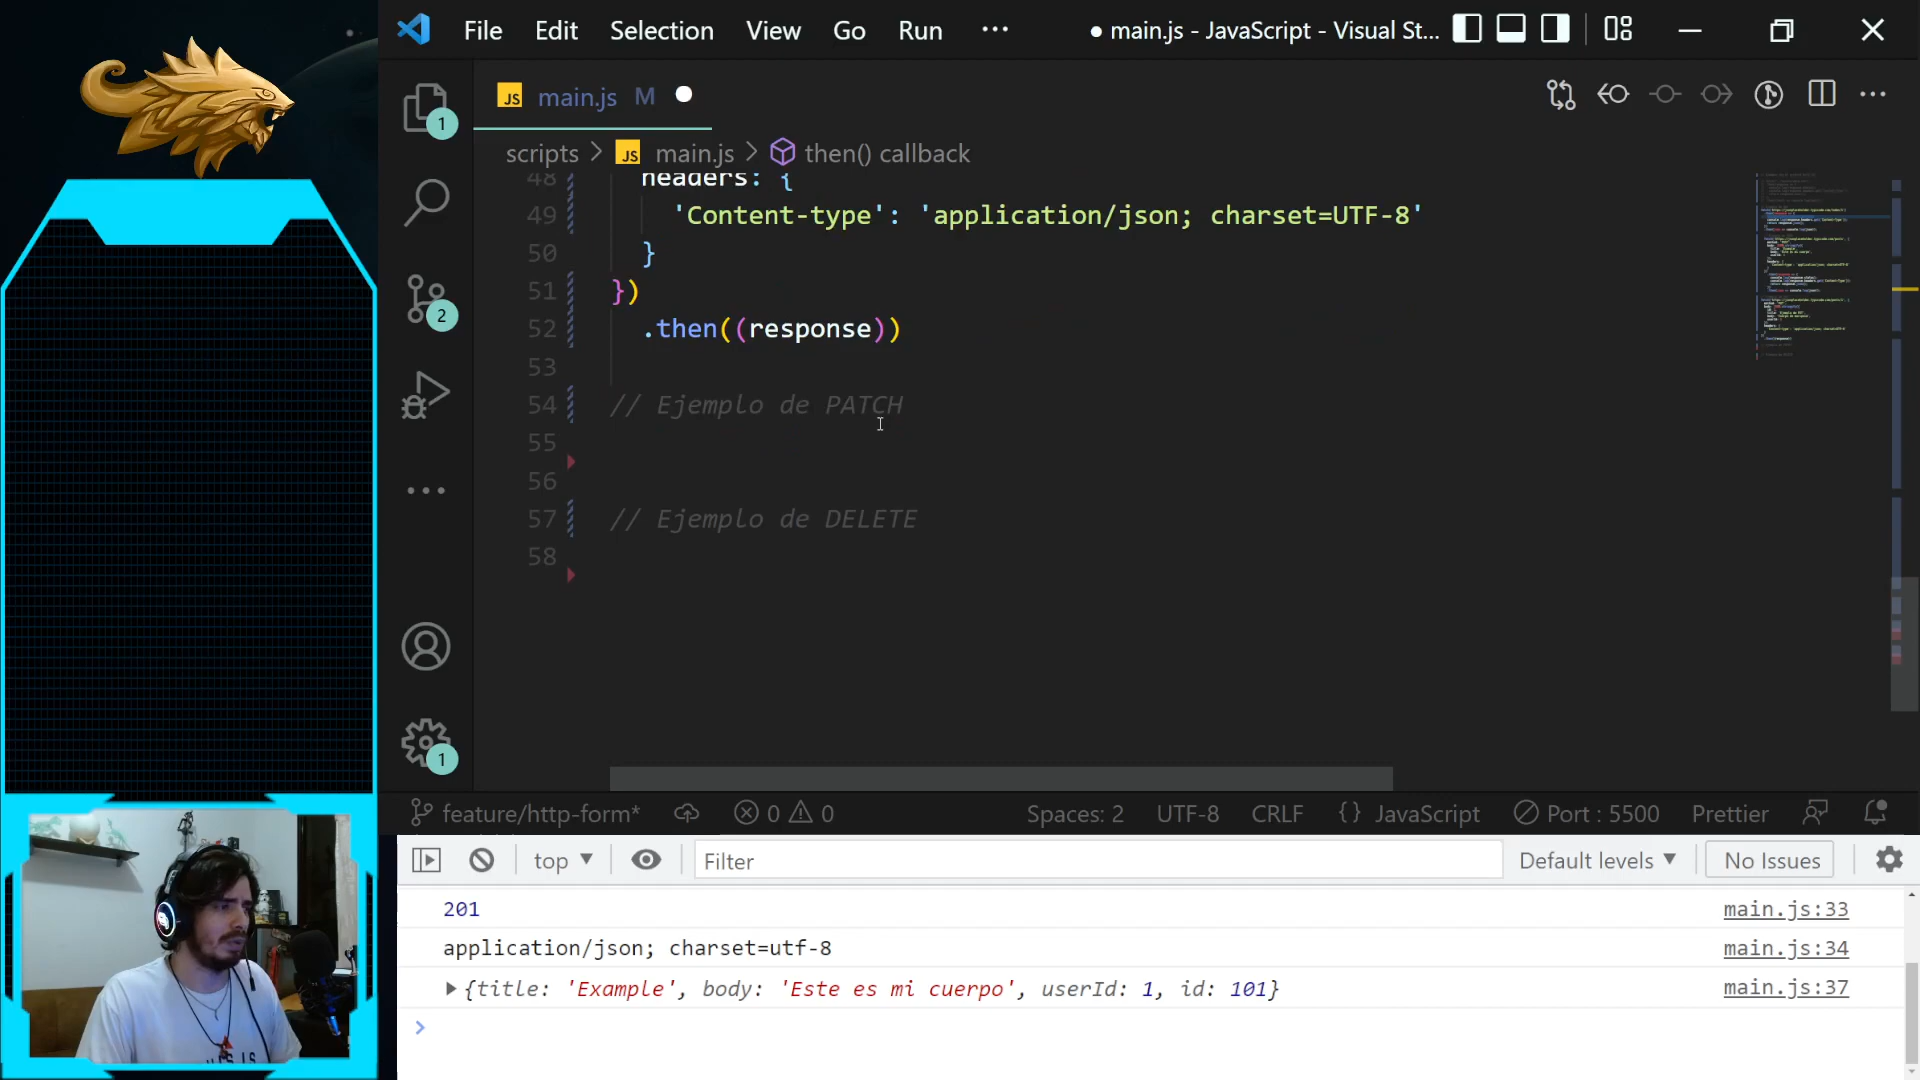 File Edit Selection View Go Run ··· ● main.js - JavaScript - Visual St...
JS main.js M ●
scripts > JS main.js > then() callback
48 headers: {
49 'Content-type': 'application/json; charset=UTF-8'
50 }
51 })
52 .then((response))
53
54 // Ejemplo de PATCH
55
56
57 // Ejemplo de DELETE
58
1
2
1
feature/http-form* 0 0 Spaces: 2 UTF-8 CRLF {} JavaScript Port : 5500 Prettier
top Filter Default levels No Issues
201 main.js:33
application/json; charset=utf-8 main.js:34
{title: 'Example', body: 'Este es mi cuerpo', userId: 1, id: 101} main.js:37
>